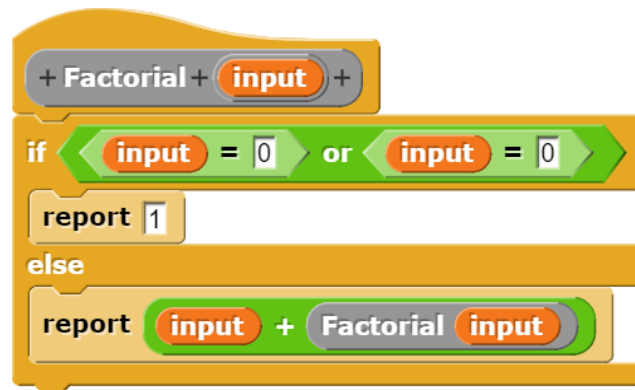 + Factorial + input +
if input = 0 or input = 0
report 1
else
report input + Factorial input